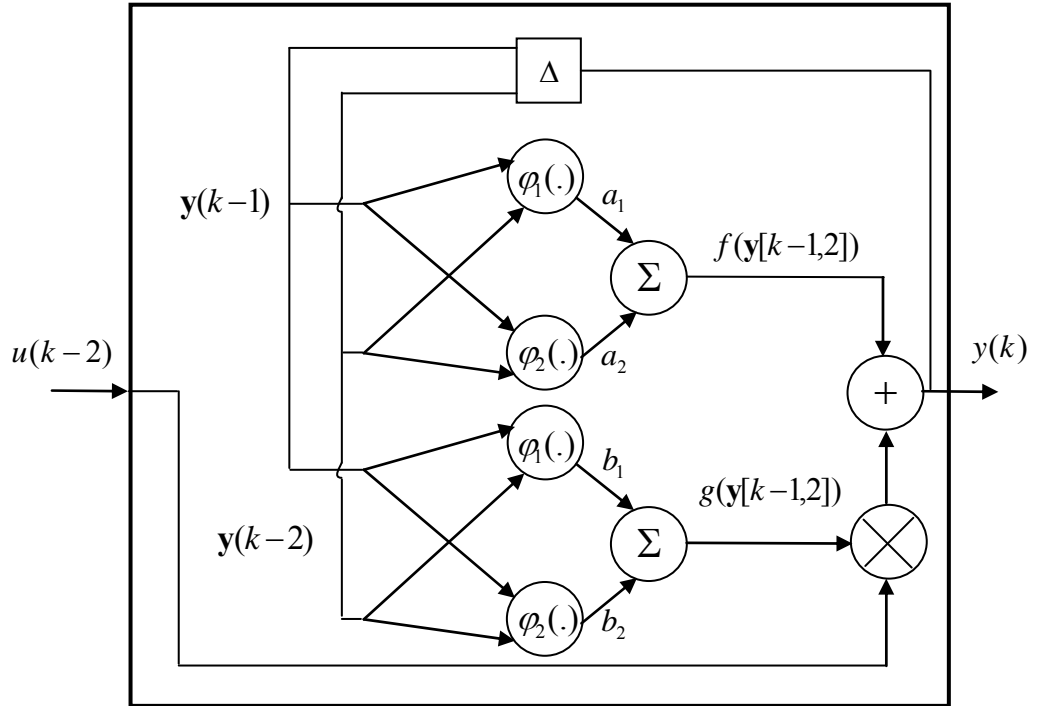 Δ
φ₁(.)
a₁
y(k−1)
f(y[k−1,2])
Σ
u(k−2)
φ₂(.)
a₂
y(k)
+
φ₁(.)
b₁
g(y[k−1,2])
y(k−2)
Σ
φ₂(.)
b₂